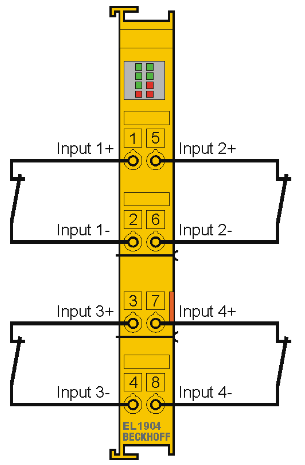 1 5
Input 1+ Input 2+
2 6
Input 1- Input 2-
3 7
Input 3+ Input 4+
4 8
Input 3- Input 4-
EL1904
BECKHOFF